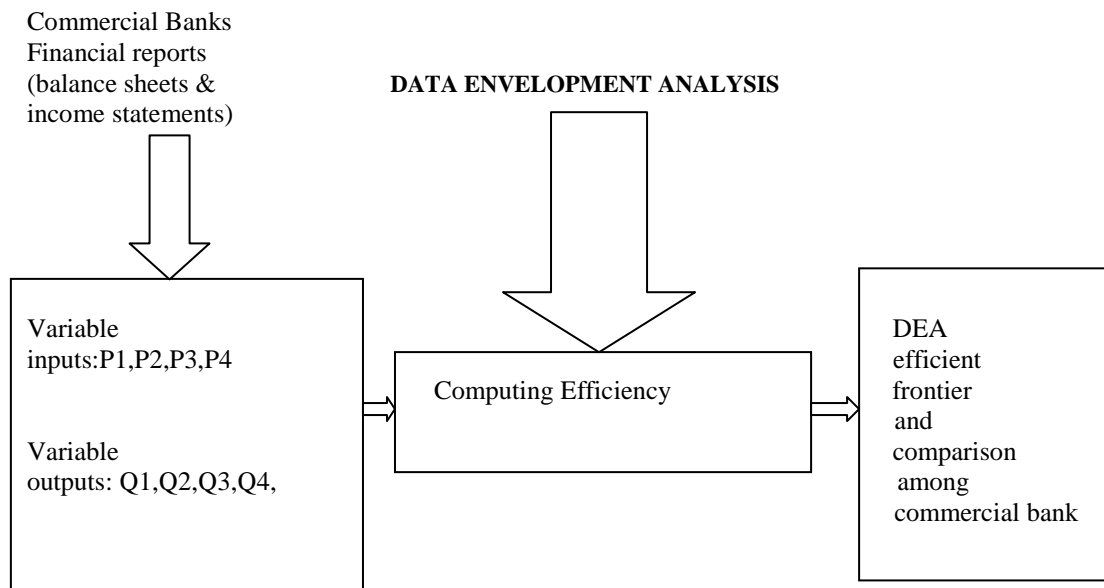 Commercial Banks
Financial reports
(balance sheets &
income statements)
DATA ENVELOPMENT ANALYSIS
Variable
inputs:P1,P2,P3,P4
Variable
outputs: Q1,Q2,Q3,Q4,
Computing Efficiency
DEA
efficient
frontier
and
comparison
among
commercial bank